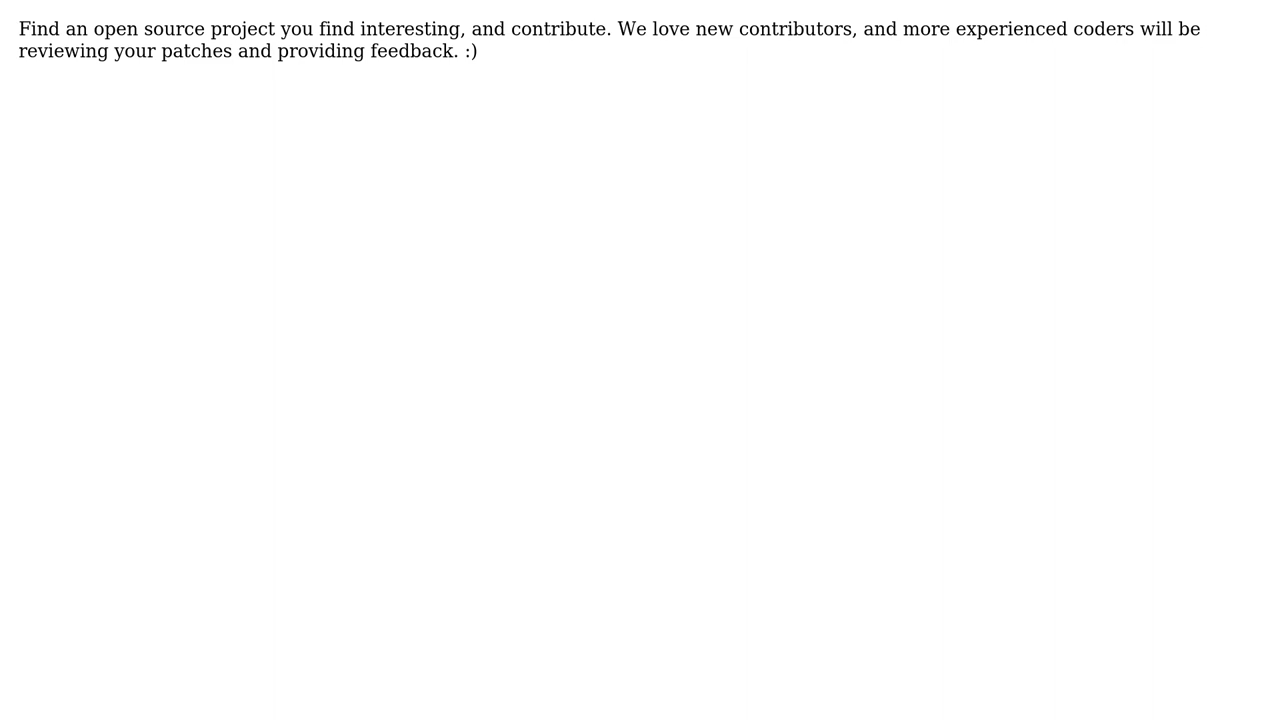 Find an open source project you find interesting, and contribute. We love new contributors, and more experienced coders will be
reviewing your patches and providing feedback. :)